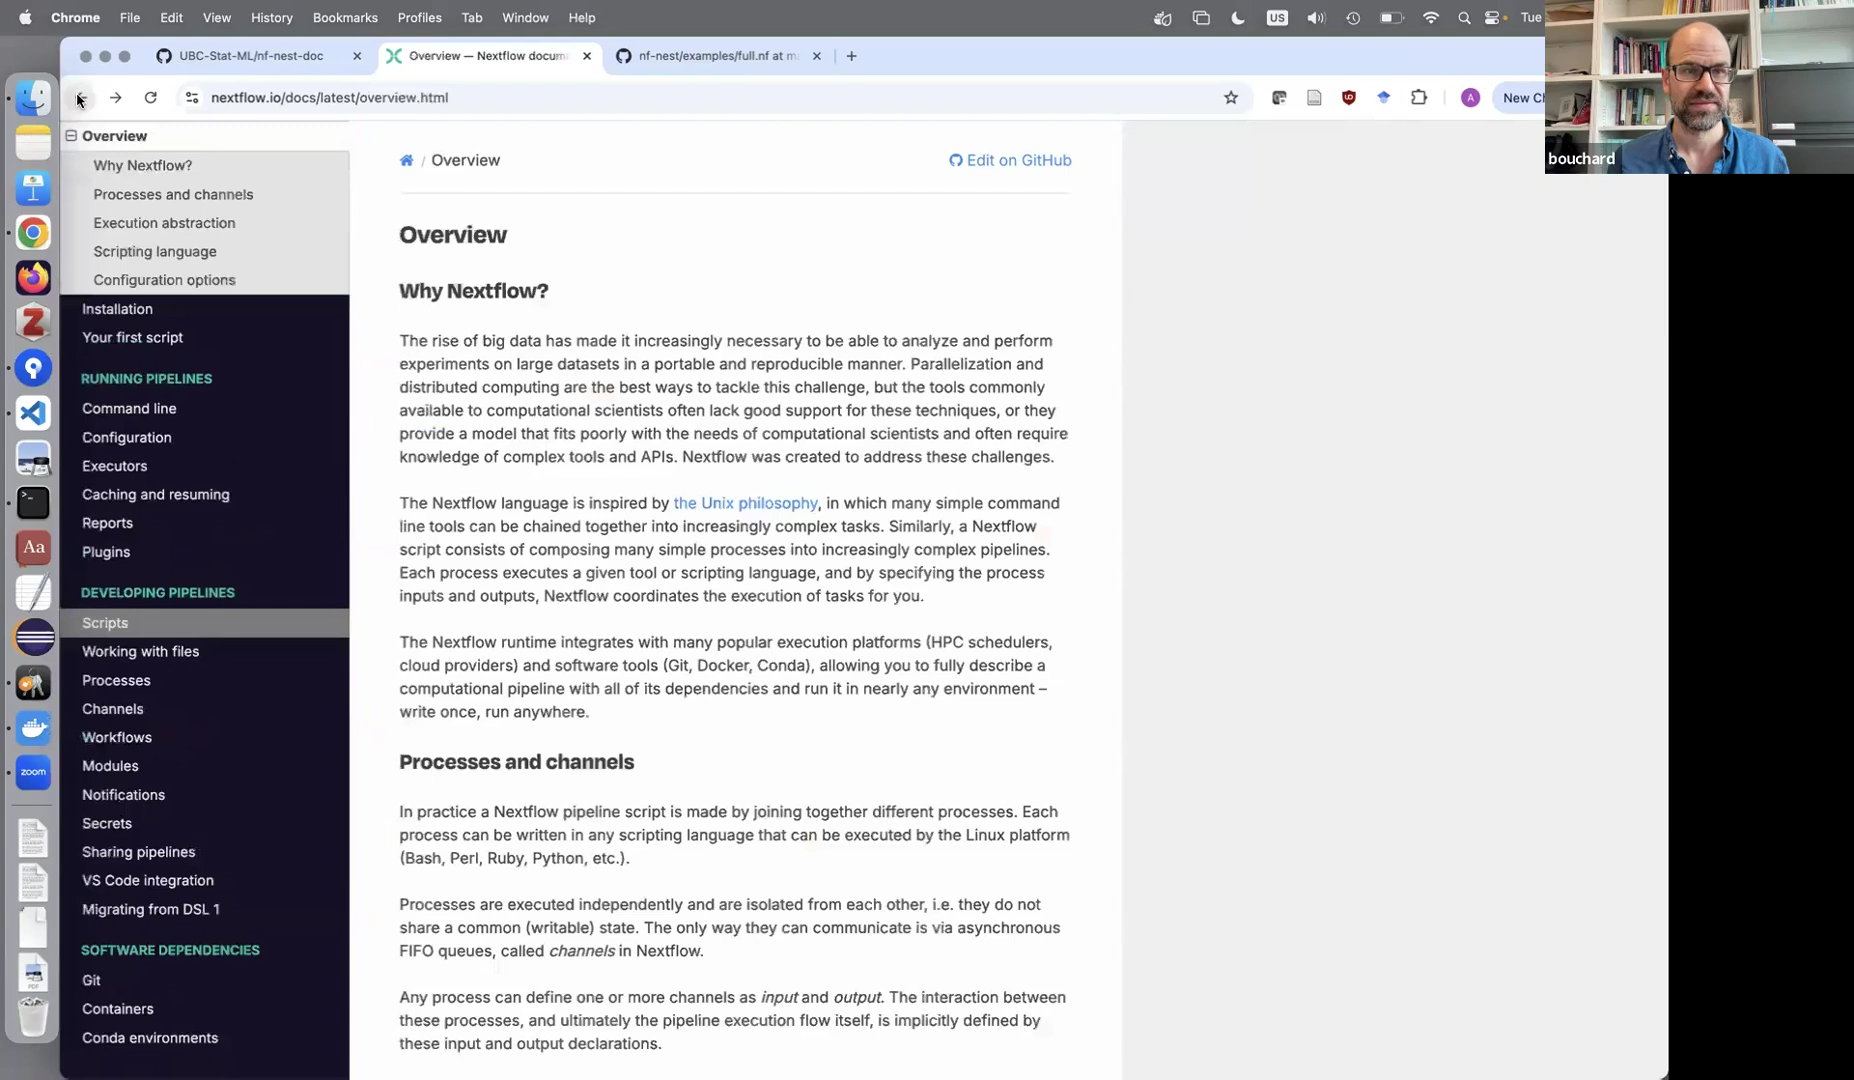 Chrome File Edit View History Bookmarks Profiles Tab Window Help
US
Tue
UBC-Stat-ML/nf-nest-doc
Overview — Nextflow docum
nf-nest/examples/full.nf at m
nextflow.io/docs/latest/overview.html
A
New Ch
bouchard
Overview
Why Nextflow?
Processes and channels
Execution abstraction
Scripting language
Configuration options
Installation
Your first script
RUNNING PIPELINES
Command line
Configuration
Executors
Caching and resuming
Reports
Plugins
DEVELOPING PIPELINES
Scripts
Working with files
Processes
Channels
Workflows
Modules
Notifications
Secrets
Sharing pipelines
VS Code integration
Migrating from DSL 1
SOFTWARE DEPENDENCIES
Git
Containers
Conda environments
/ Overview
Edit on GitHub
Overview
Why Nextflow?
The rise of big data has made it increasingly necessary to be able to analyze and perform
experiments on large datasets in a portable and reproducible manner. Parallelization and
distributed computing are the best ways to tackle this challenge, but the tools commonly
available to computational scientists often lack good support for these techniques, or they
provide a model that fits poorly with the needs of computational scientists and often require
knowledge of complex tools and APIs. Nextflow was created to address these challenges.
The Nextflow language is inspired by the Unix philosophy, in which many simple command
line tools can be chained together into increasingly complex tasks. Similarly, a Nextflow
script consists of composing many simple processes into increasingly complex pipelines.
Each process executes a given tool or scripting language, and by specifying the process
inputs and outputs, Nextflow coordinates the execution of tasks for you.
The Nextflow runtime integrates with many popular execution platforms (HPC schedulers,
cloud providers) and software tools (Git, Docker, Conda), allowing you to fully describe a
computational pipeline with all of its dependencies and run it in nearly any environment –
write once, run anywhere.
Processes and channels
In practice a Nextflow pipeline script is made by joining together different processes. Each
process can be written in any scripting language that can be executed by the Linux platform
(Bash, Perl, Ruby, Python, etc.).
Processes are executed independently and are isolated from each other, i.e. they do not
share a common (writable) state. The only way they can communicate is via asynchronous
FIFO queues, called channels in Nextflow.
Any process can define one or more channels as input and output. The interaction between
these processes, and ultimately the pipeline execution flow itself, is implicitly defined by
these input and output declarations.
Z
Aa
zoom
PDF